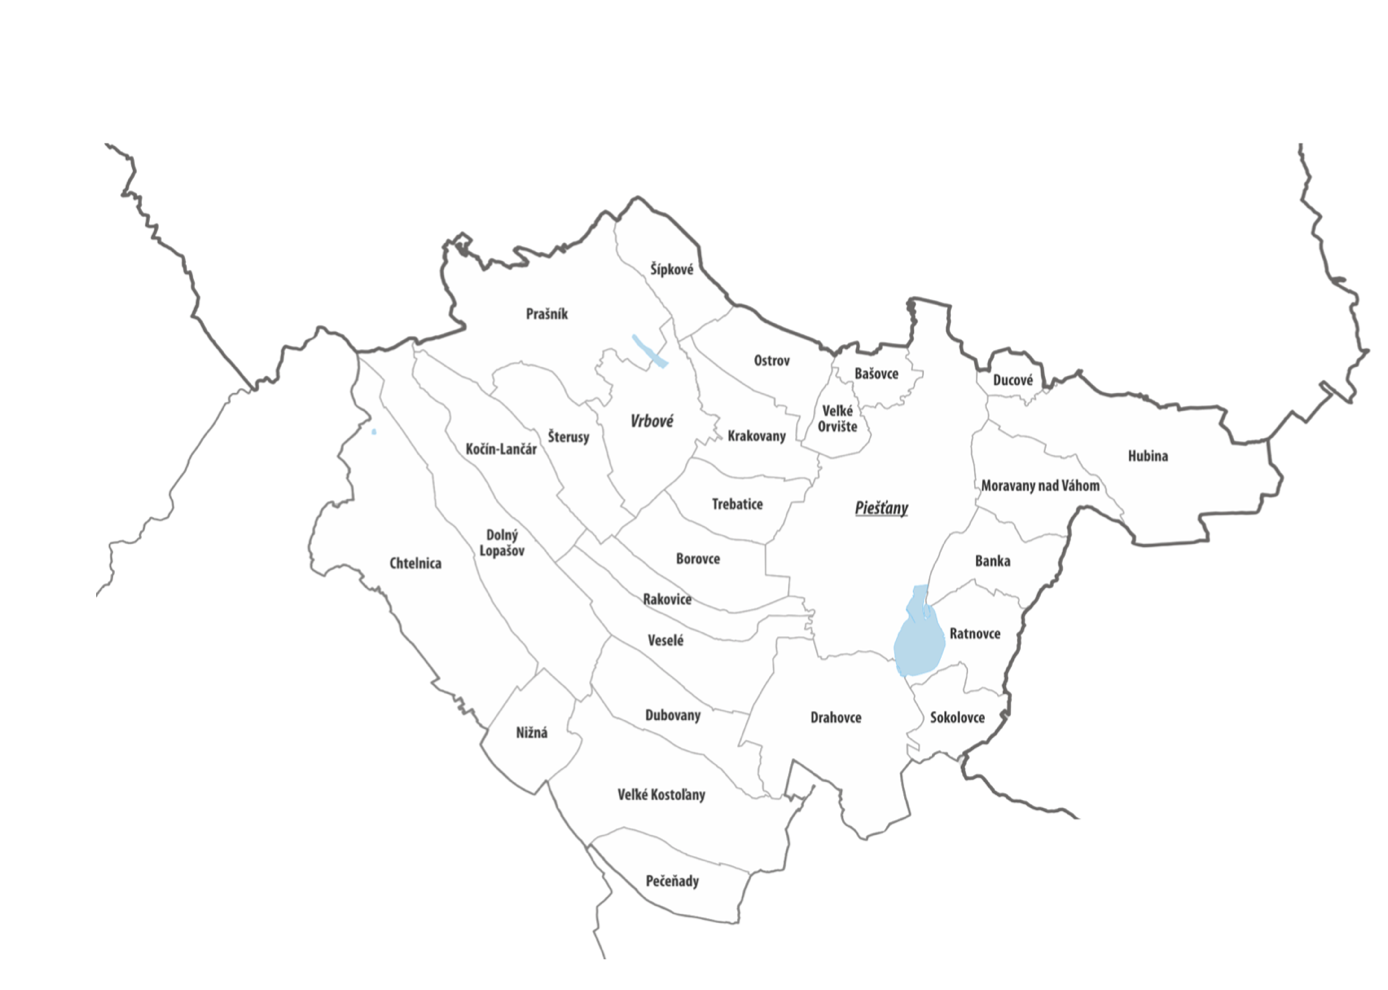 Šípkové
Prašník
Ostrov
Bašovce
Ducové
Veľké
Orvište
Vrbové
Krakovany
Šterusy
Kočín-Lančár
Hubina
Moravany nad Váhom
Trebatice
Piešťany
Dolný
Lopašov
Chtelnica
Borovce
Banka
Rakovice
Ratnovce
Veselé
Dubovany
Drahovce
Sokolovce
Nižná
Veľké Kostoľany
Pečeňady